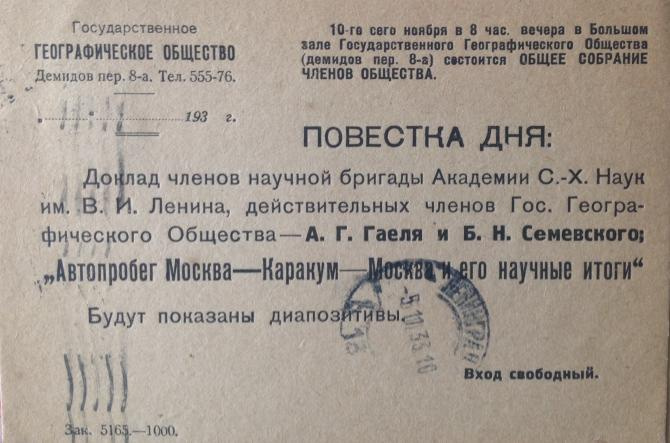 Государственное
ГЕОГРАФИЧЕСКОЕ ОБЩЕСТВО
Демидов пер. 8-а. Тел. 555-76.
„ “ 193 г.
10-го сего ноября в 8 час. вечера в Большом
зале Государственного Географического Общества
(демидов пер. 8-а) состоится ОБЩЕЕ СОБРАНИЕ
ЧЛЕНОВ ОБЩЕСТВА.
ПОВЕСТКА ДНЯ:
Доклад членов научной бригады Академии С.-Х. Наук
им. В. И. Ленина, действительных членов Гос. Геогра-
фического Общества—А. Г. Гаеля и Б. Н. Семевского;
„Автопробег Москва—Каракум—Москва и его научные итоги“
Будут показаны диапозитивы.
Вход свободный.
Зак. 5165.—1000.